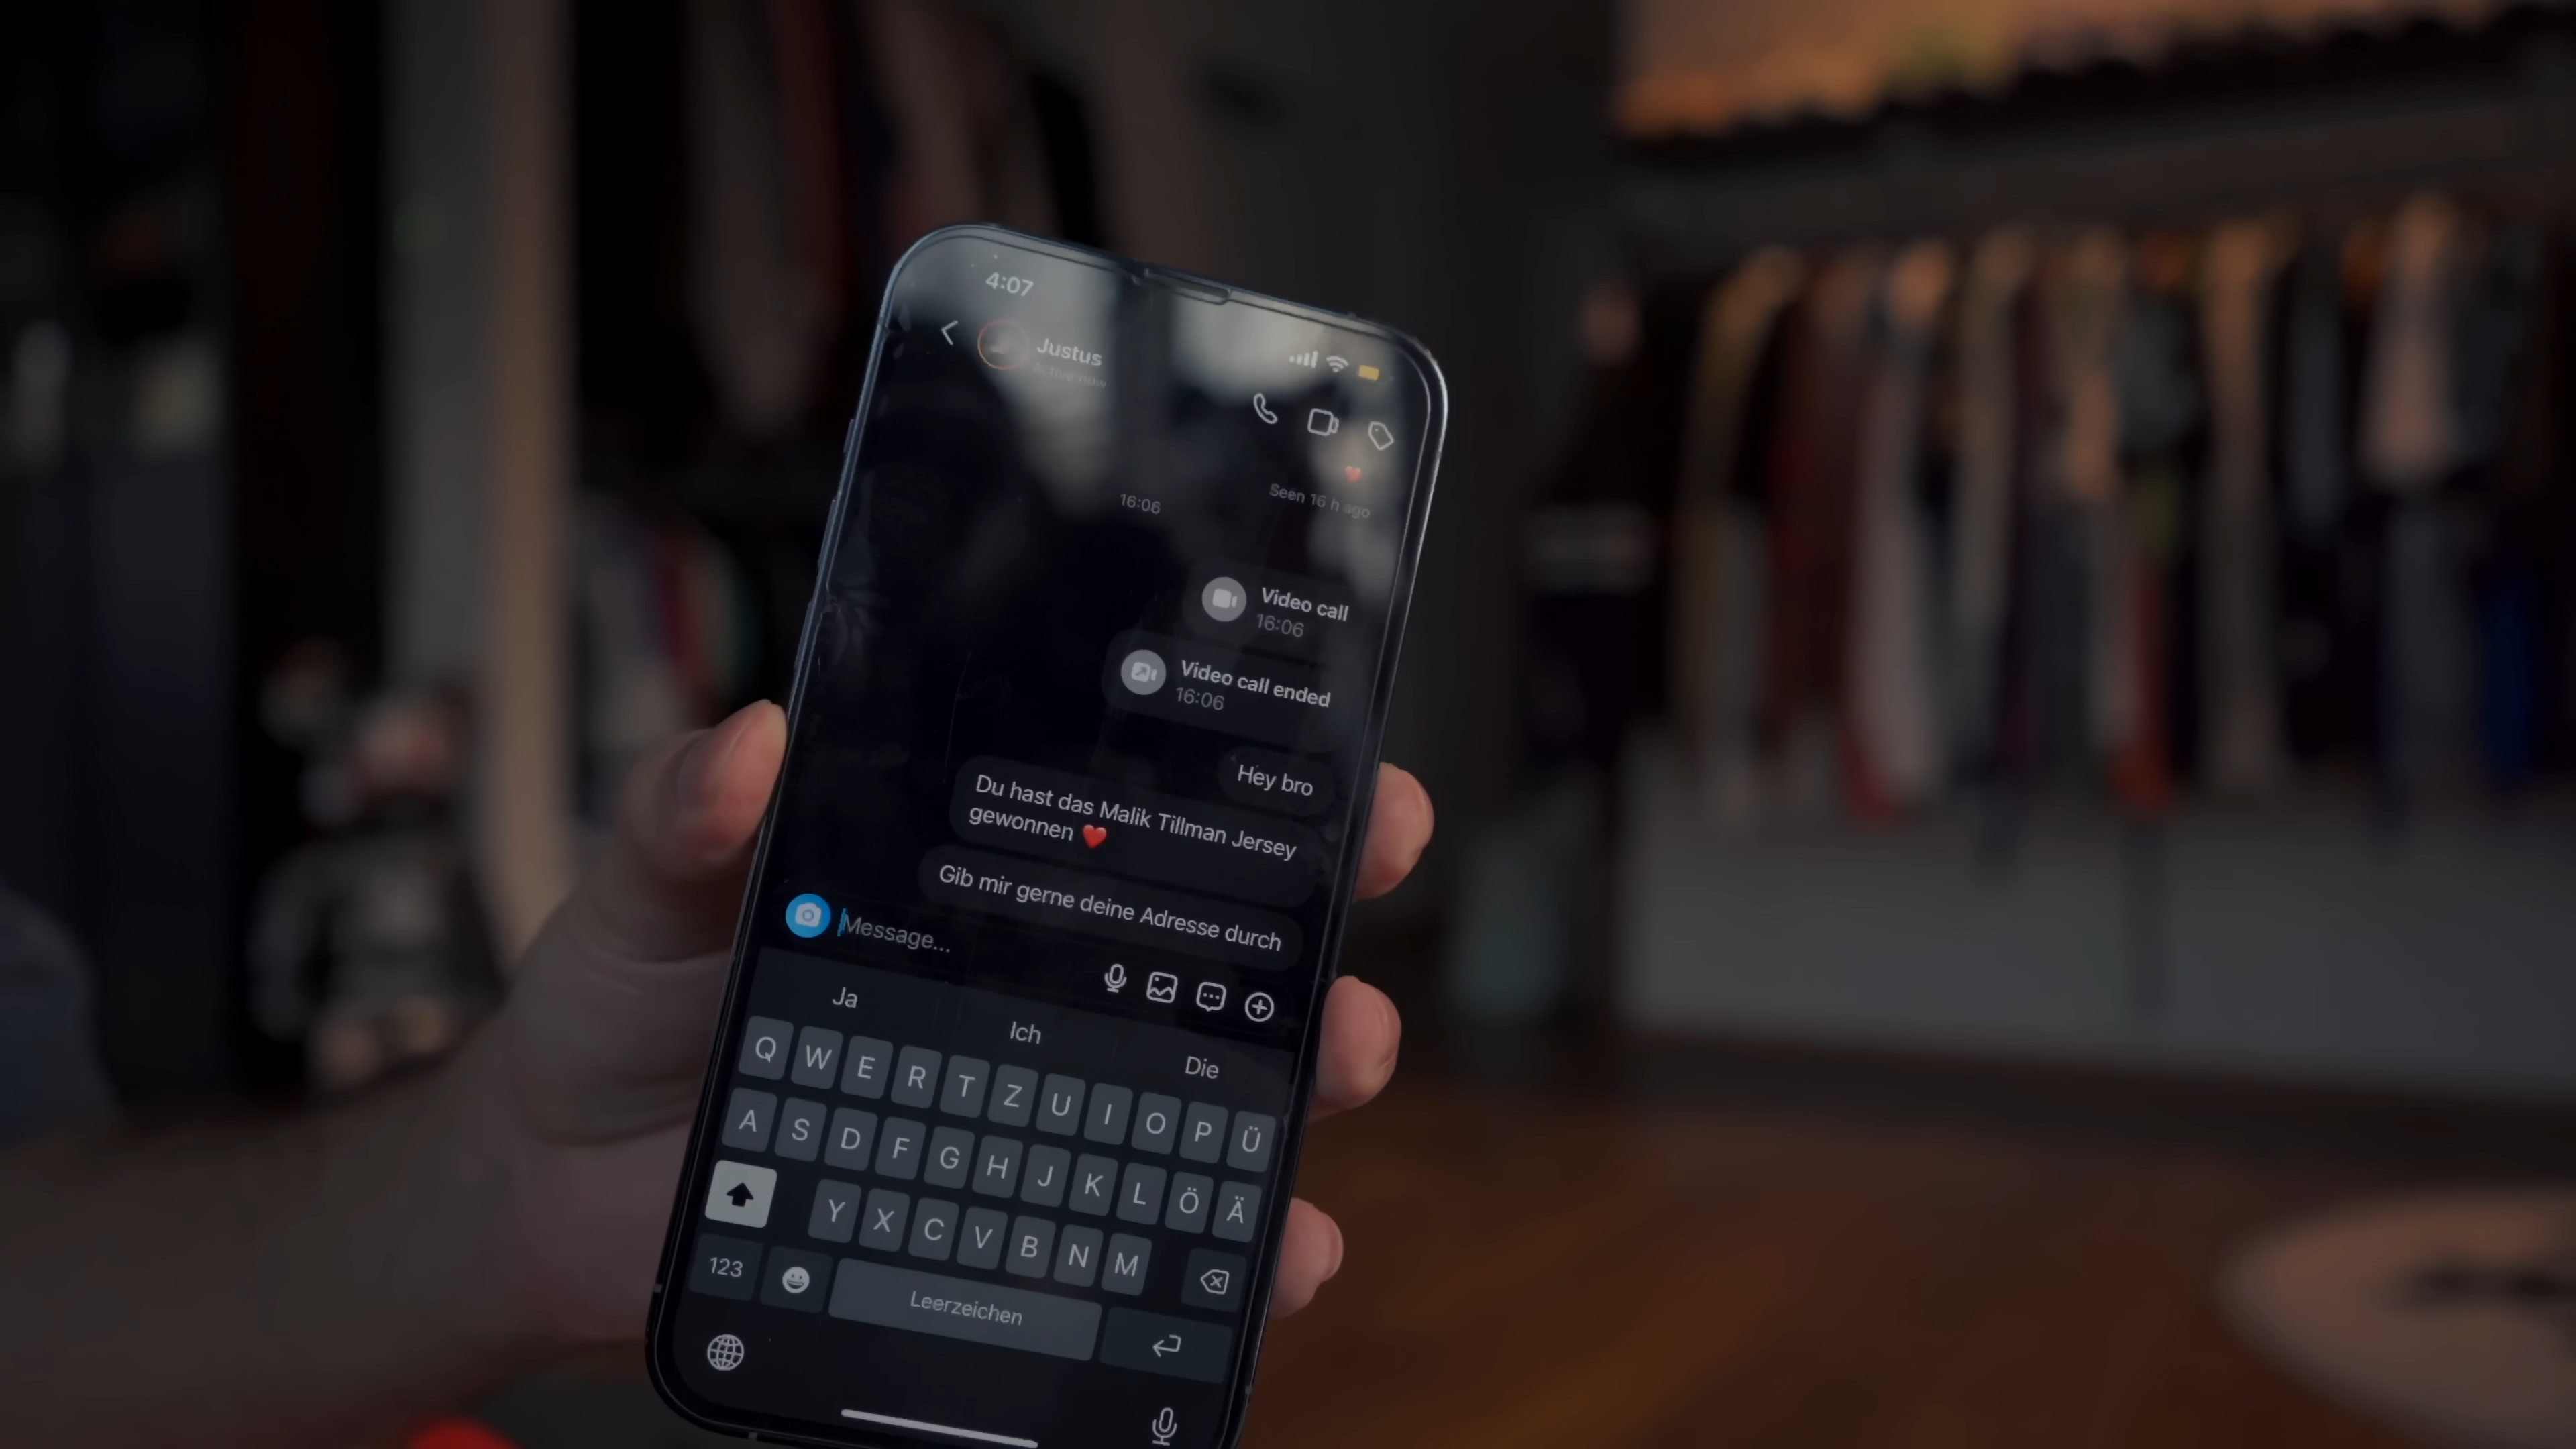 4:07
Justus
Active now
16:06
Seen 16 h ago
Video call
16:06
Video call ended
16:06
Hey bro
Du hast das Malik Tillman Jersey
gewonnen ❤️
Gib mir gerne deine Adresse durch
Message...
Ja
Ich
Die
Q W E R T Z U I O P Ü
A S D F G H J K L Ö Ä
Y X C V B N M
123
Leerzeichen